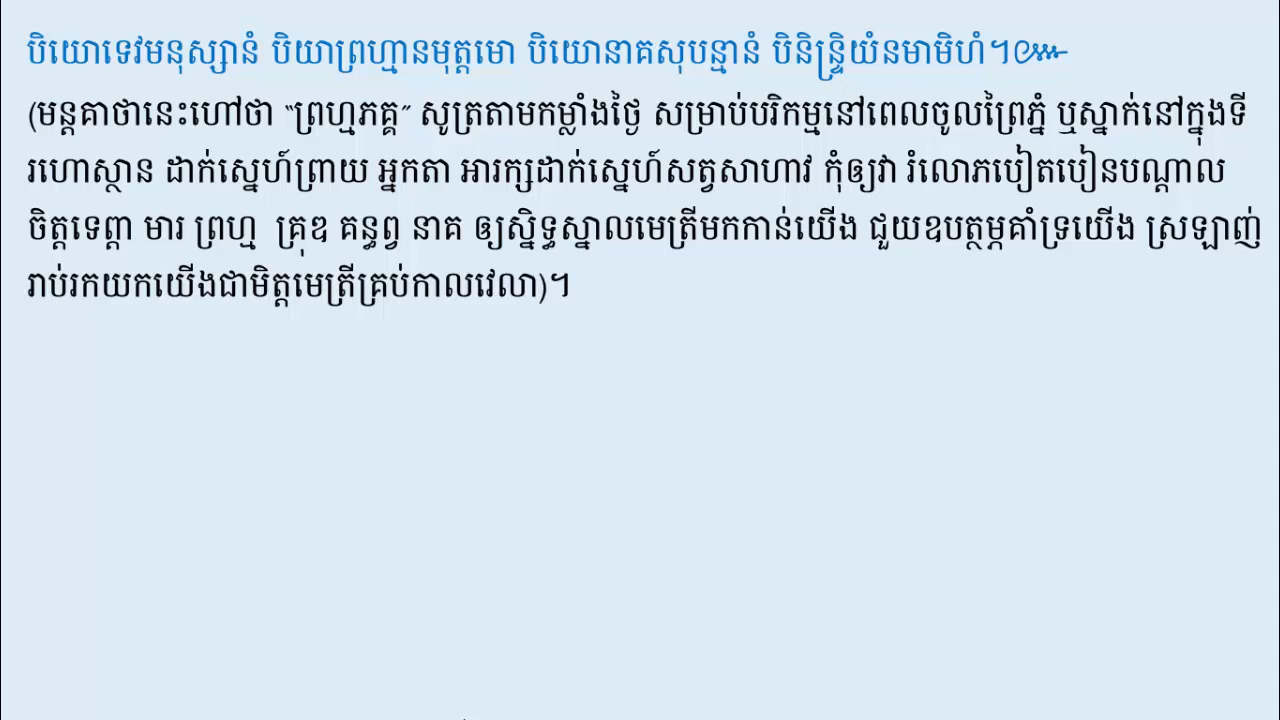 បិយោទេវមនុស្សានំ បិយាព្រហ្មានមុត្តមោ បិយោនាគសុបន្មានំ បិនិន្ទ្រិយំនមាមិហំ។៚
(មន្តគាថានេះហៅថា “ព្រហ្មភគ្គ” សូត្រតាមកម្លាំងថ្ងៃ សម្រាប់បរិកម្មនៅពេលចូលព្រៃភ្នំ ឬស្នាក់នៅក្នុងទី
រហោស្ថាន ដាក់ស្នេហ៍ព្រាយ អ្នកតា អារក្សដាក់ស្នេហ៍សត្វសាហាវ កុំឲ្យវា រំលោភបៀតបៀនបណ្តាល
ចិត្តទេព្តា មារ ព្រហ្ម គ្រុឌ គន្ធព្វ នាគ ឲ្យស្និទ្ធស្នាលមេត្រីមកកាន់យើង ជួយឧបត្ថម្ភគាំទ្រយើង ស្រឡាញ់
រាប់រកយកយើងជាមិត្តមេត្រីគ្រប់កាលវេលា)។